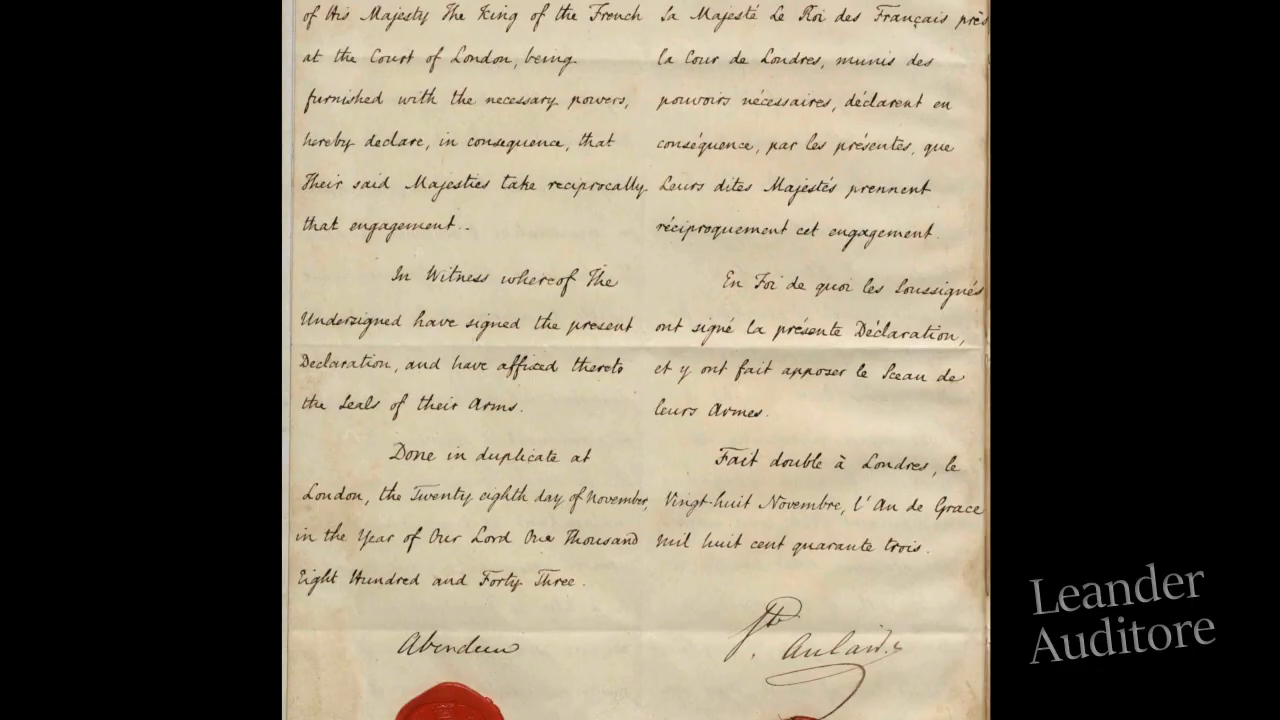 of His Majesty The King of the French
at the Court of London, being
furnished with the necessary powers,
hereby declare, in consequence, that
Their said Majesties take reciprocally
that engagement.
In Witness whereof The
Undersigned have signed the present
Declaration, and have affixed thereto
the Seals of their Arms.
Done in duplicate at
London, the Twenty eighth day of November,
in the Year of Our Lord One Thousand
Eight Hundred and Forty Three.
Aberdeen
Sa Majesté Le Roi des Français près
la Cour de Londres, munis des
pouvoirs nécessaires, déclarent en
conséquence, par les présentes, que
Leurs dites Majestés prennent
réciproquement cet engagement.
En Foi de quoi les Soussignés
ont signé la présente Déclaration,
et y ont fait apposer le Sceau de
leurs Armes.
Fait double à Londres, le
Vingt-huit Novembre, l'An de Grace
mil huit cent quarante trois.
Leander
Auditore